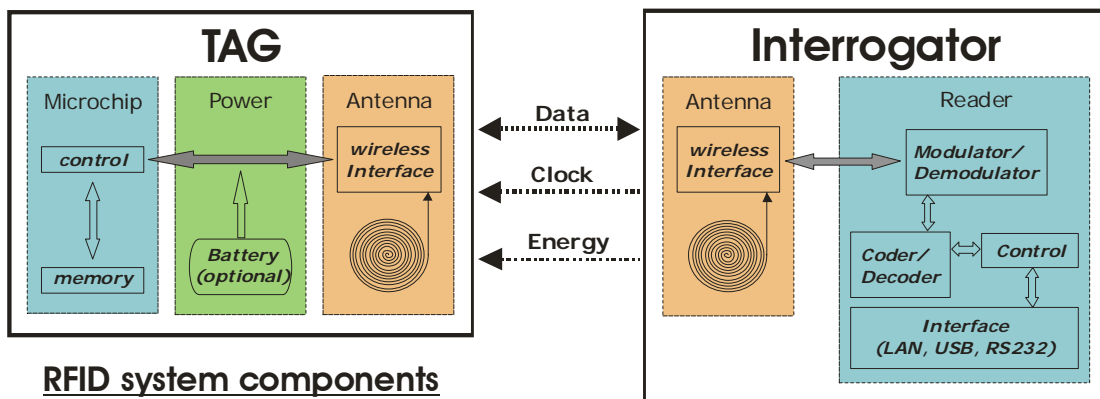 TAG
Microchip
Power
Antenna
control
memory
Battery
(optional)
wireless
Interface
Data
Clock
Energy
Interrogator
Antenna
Reader
wireless
Interface
Modulator/
Demodulator
Coder/
Decoder
Control
Interface
(LAN, USB, RS232)
RFID system components